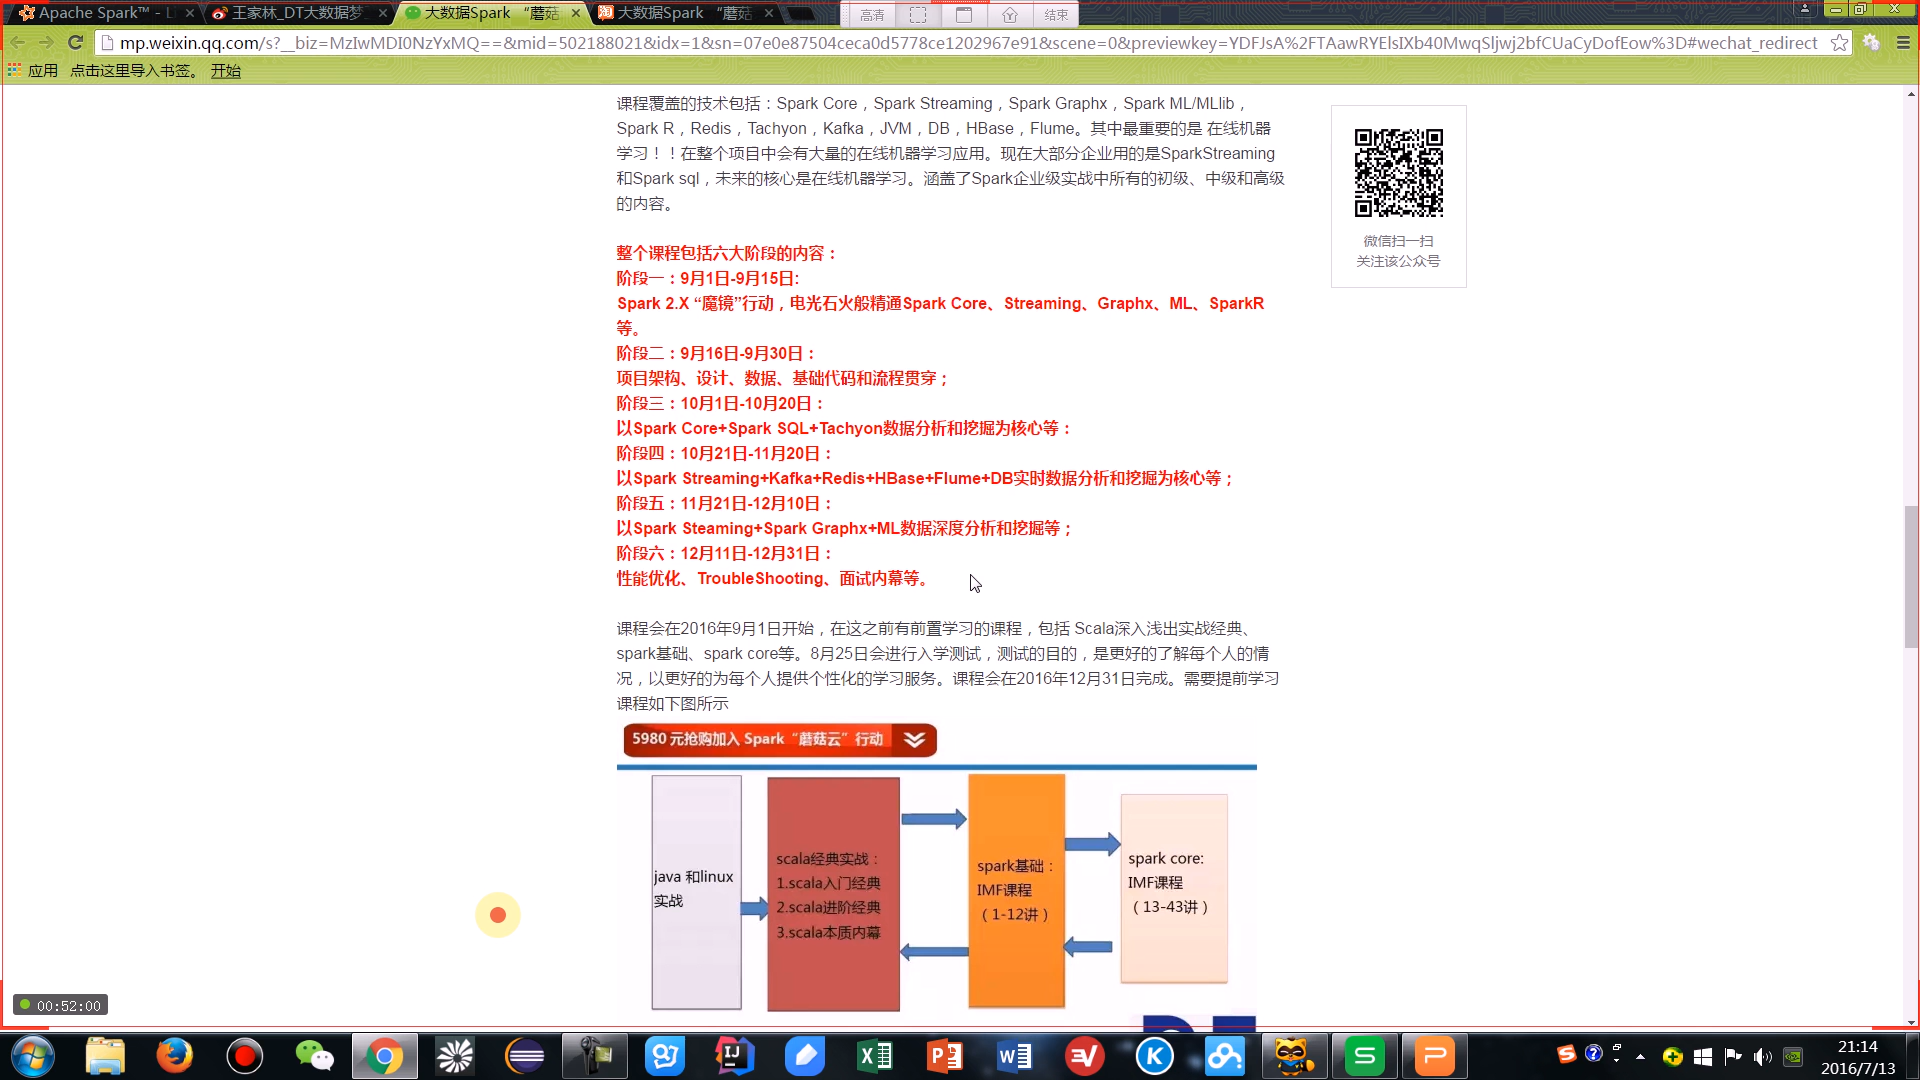 Apache Spark™ - Li
王家林_DT大数据梦
大数据Spark “蘑菇
大数据Spark “蘑菇
高清
结束
mp.weixin.qq.com/s?__biz=MzIwMDI0NzYxMQ==&mid=502188021&idx=1&sn=07e0e87504ceca0d5778ce1202967e91&scene=0&previewkey=YDFJsA%2FTAawRYElsIXb40MwqSljwj2bfCUaCyDofEow%3D#wechat_redirect
应用 点击这里导入书签。 开始
课程覆盖的技术包括：Spark Core，Spark Streaming，Spark Graphx，Spark ML/MLlib，
Spark R，Redis，Tachyon，Kafka，JVM，DB，HBase，Flume。其中最重要的是 在线机器
学习！！在整个项目中会有大量的在线机器学习应用。现在大部分企业用的是SparkStreaming
和Spark sql，未来的核心是在线机器学习。涵盖了Spark企业级实战中所有的初级、中级和高级
的内容。
整个课程包括六大阶段的内容：
阶段一：9月1日-9月15日:
Spark 2.X “魔镜”行动，电光石火般精通Spark Core、Streaming、Graphx、ML、SparkR
等。
阶段二：9月16日-9月30日：
项目架构、设计、数据、基础代码和流程贯穿；
阶段三：10月1日-10月20日：
以Spark Core+Spark SQL+Tachyon数据分析和挖掘为核心等：
阶段四：10月21日-11月20日：
以Spark Streaming+Kafka+Redis+HBase+Flume+DB实时数据分析和挖掘为核心等；
阶段五：11月21日-12月10日：
以Spark Steaming+Spark Graphx+ML数据深度分析和挖掘等；
阶段六：12月11日-12月31日：
性能优化、TroubleShooting、面试内幕等。
微信扫一扫
关注该公众号
课程会在2016年9月1日开始，在这之前有前置学习的课程，包括 Scala深入浅出实战经典、
spark基础、spark core等。8月25日会进行入学测试，测试的目的，是更好的了解每个人的情
况，以更好的为每个人提供个性化的学习服务。课程会在2016年12月31日完成。需要提前学习
课程如下图所示
5980 元抢购加入 Spark“蘑菇云”行动
java 和linux
实战
scala经典实战：
1.scala入门经典
2.scala进阶经典
3.scala本质内幕
spark基础：
IMF课程
（1-12讲）
spark core:
IMF课程
（13-43讲）
00:52:00
21:14
2016/7/13